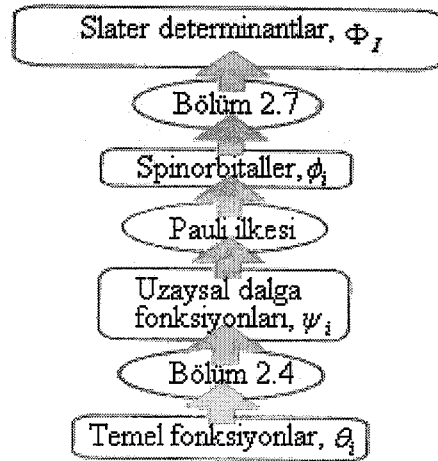 Slater determinantlar, Φ_I
Bölüm 2.7
Spinorbitaller, ϕ_i
Pauli ilkesi
Uzaysal dalga
fonksiyonları, ψ_i
Bölüm 2.4
Temel fonksiyonlar, θ_i